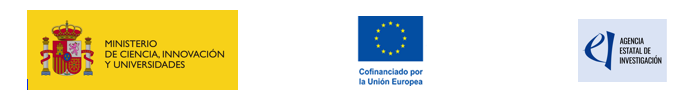 MINISTERIO
DE CIENCIA, INNOVACIÓN
Y UNIVERSIDADES
Cofinanciado por
la Unión Europea
AGENCIA
ESTATAL DE
INVESTIGACIÓN